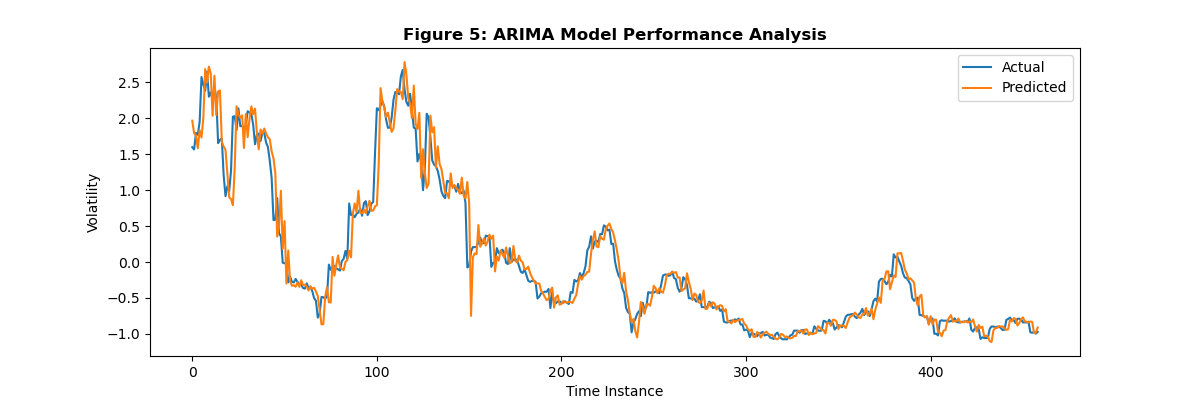 Figure 5: ARIMA Model Performance Analysis
Actual
Predicted
Volatility
2.5
2.0
1.5
1.0
0.5
0.0
−0.5
−1.0
0
100
200
300
400
Time Instance